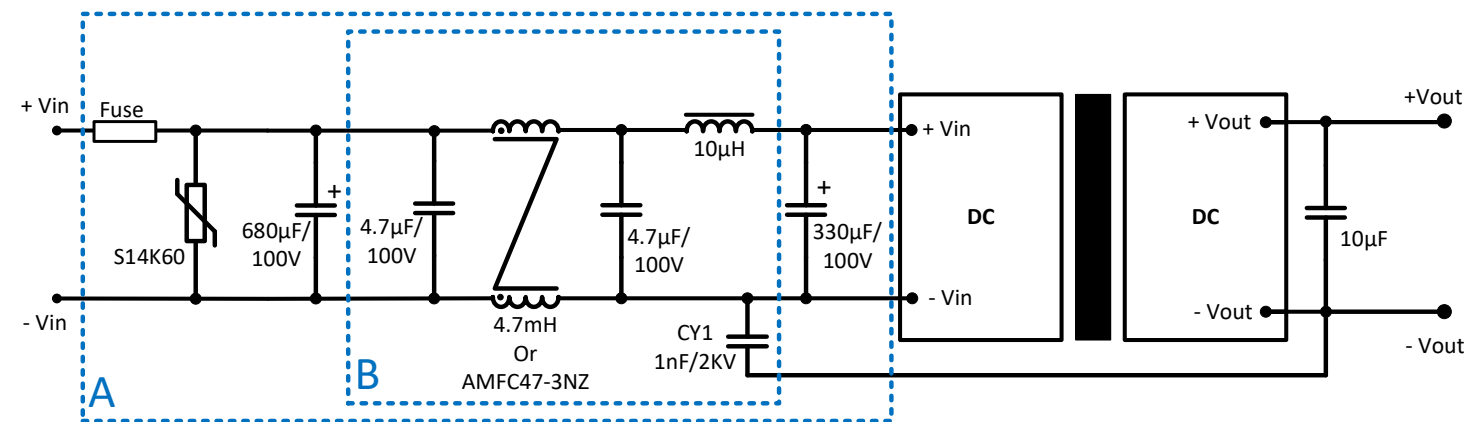 + Vin
Fuse
S14K60
- Vin
+
680µF/
100V
4.7µF/
100V
4.7mH
Or
AMFC47-3NZ
4.7µF/
100V
10µH
CY1
1nF/2KV
+
330µF/
100V
A
B
+ Vin
DC
- Vin
+ Vout
DC
- Vout
10µF
+Vout
- Vout